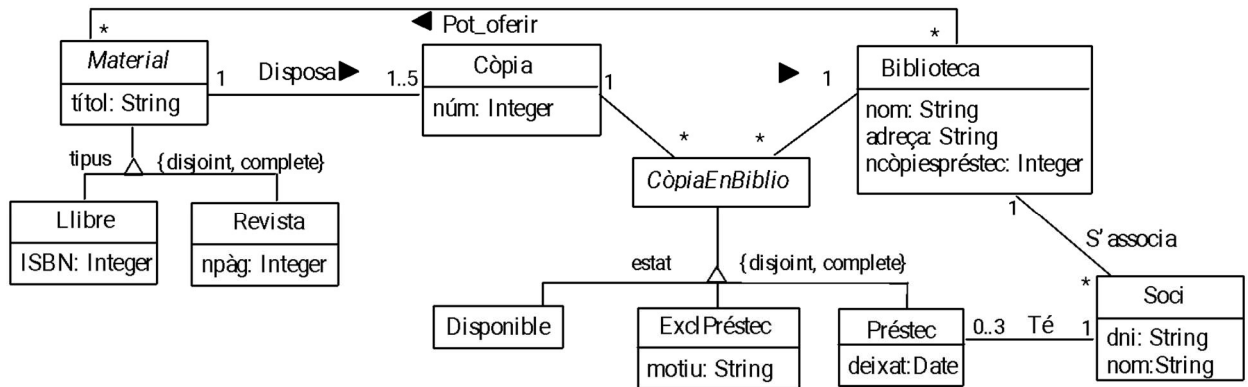 ◄ Pot_oferir
*
*
Material
títol: String
1
Disposa ►
1..5
Còpia
núm: Integer
1
►
1
Biblioteca
nom: String
adreça: String
ncòpiespréstec: Integer
*
*
CòpiaEnBiblio
tipus
{disjoint, complete}
Llibre
ISBN: Integer
Revista
npàg: Integer
1
S'associa
*
estat
{disjoint, complete}
Disponible
ExclPréstec
motiu: String
Préstec
deixat:Date
0..3
Té
1
Soci
dni: String
nom:String